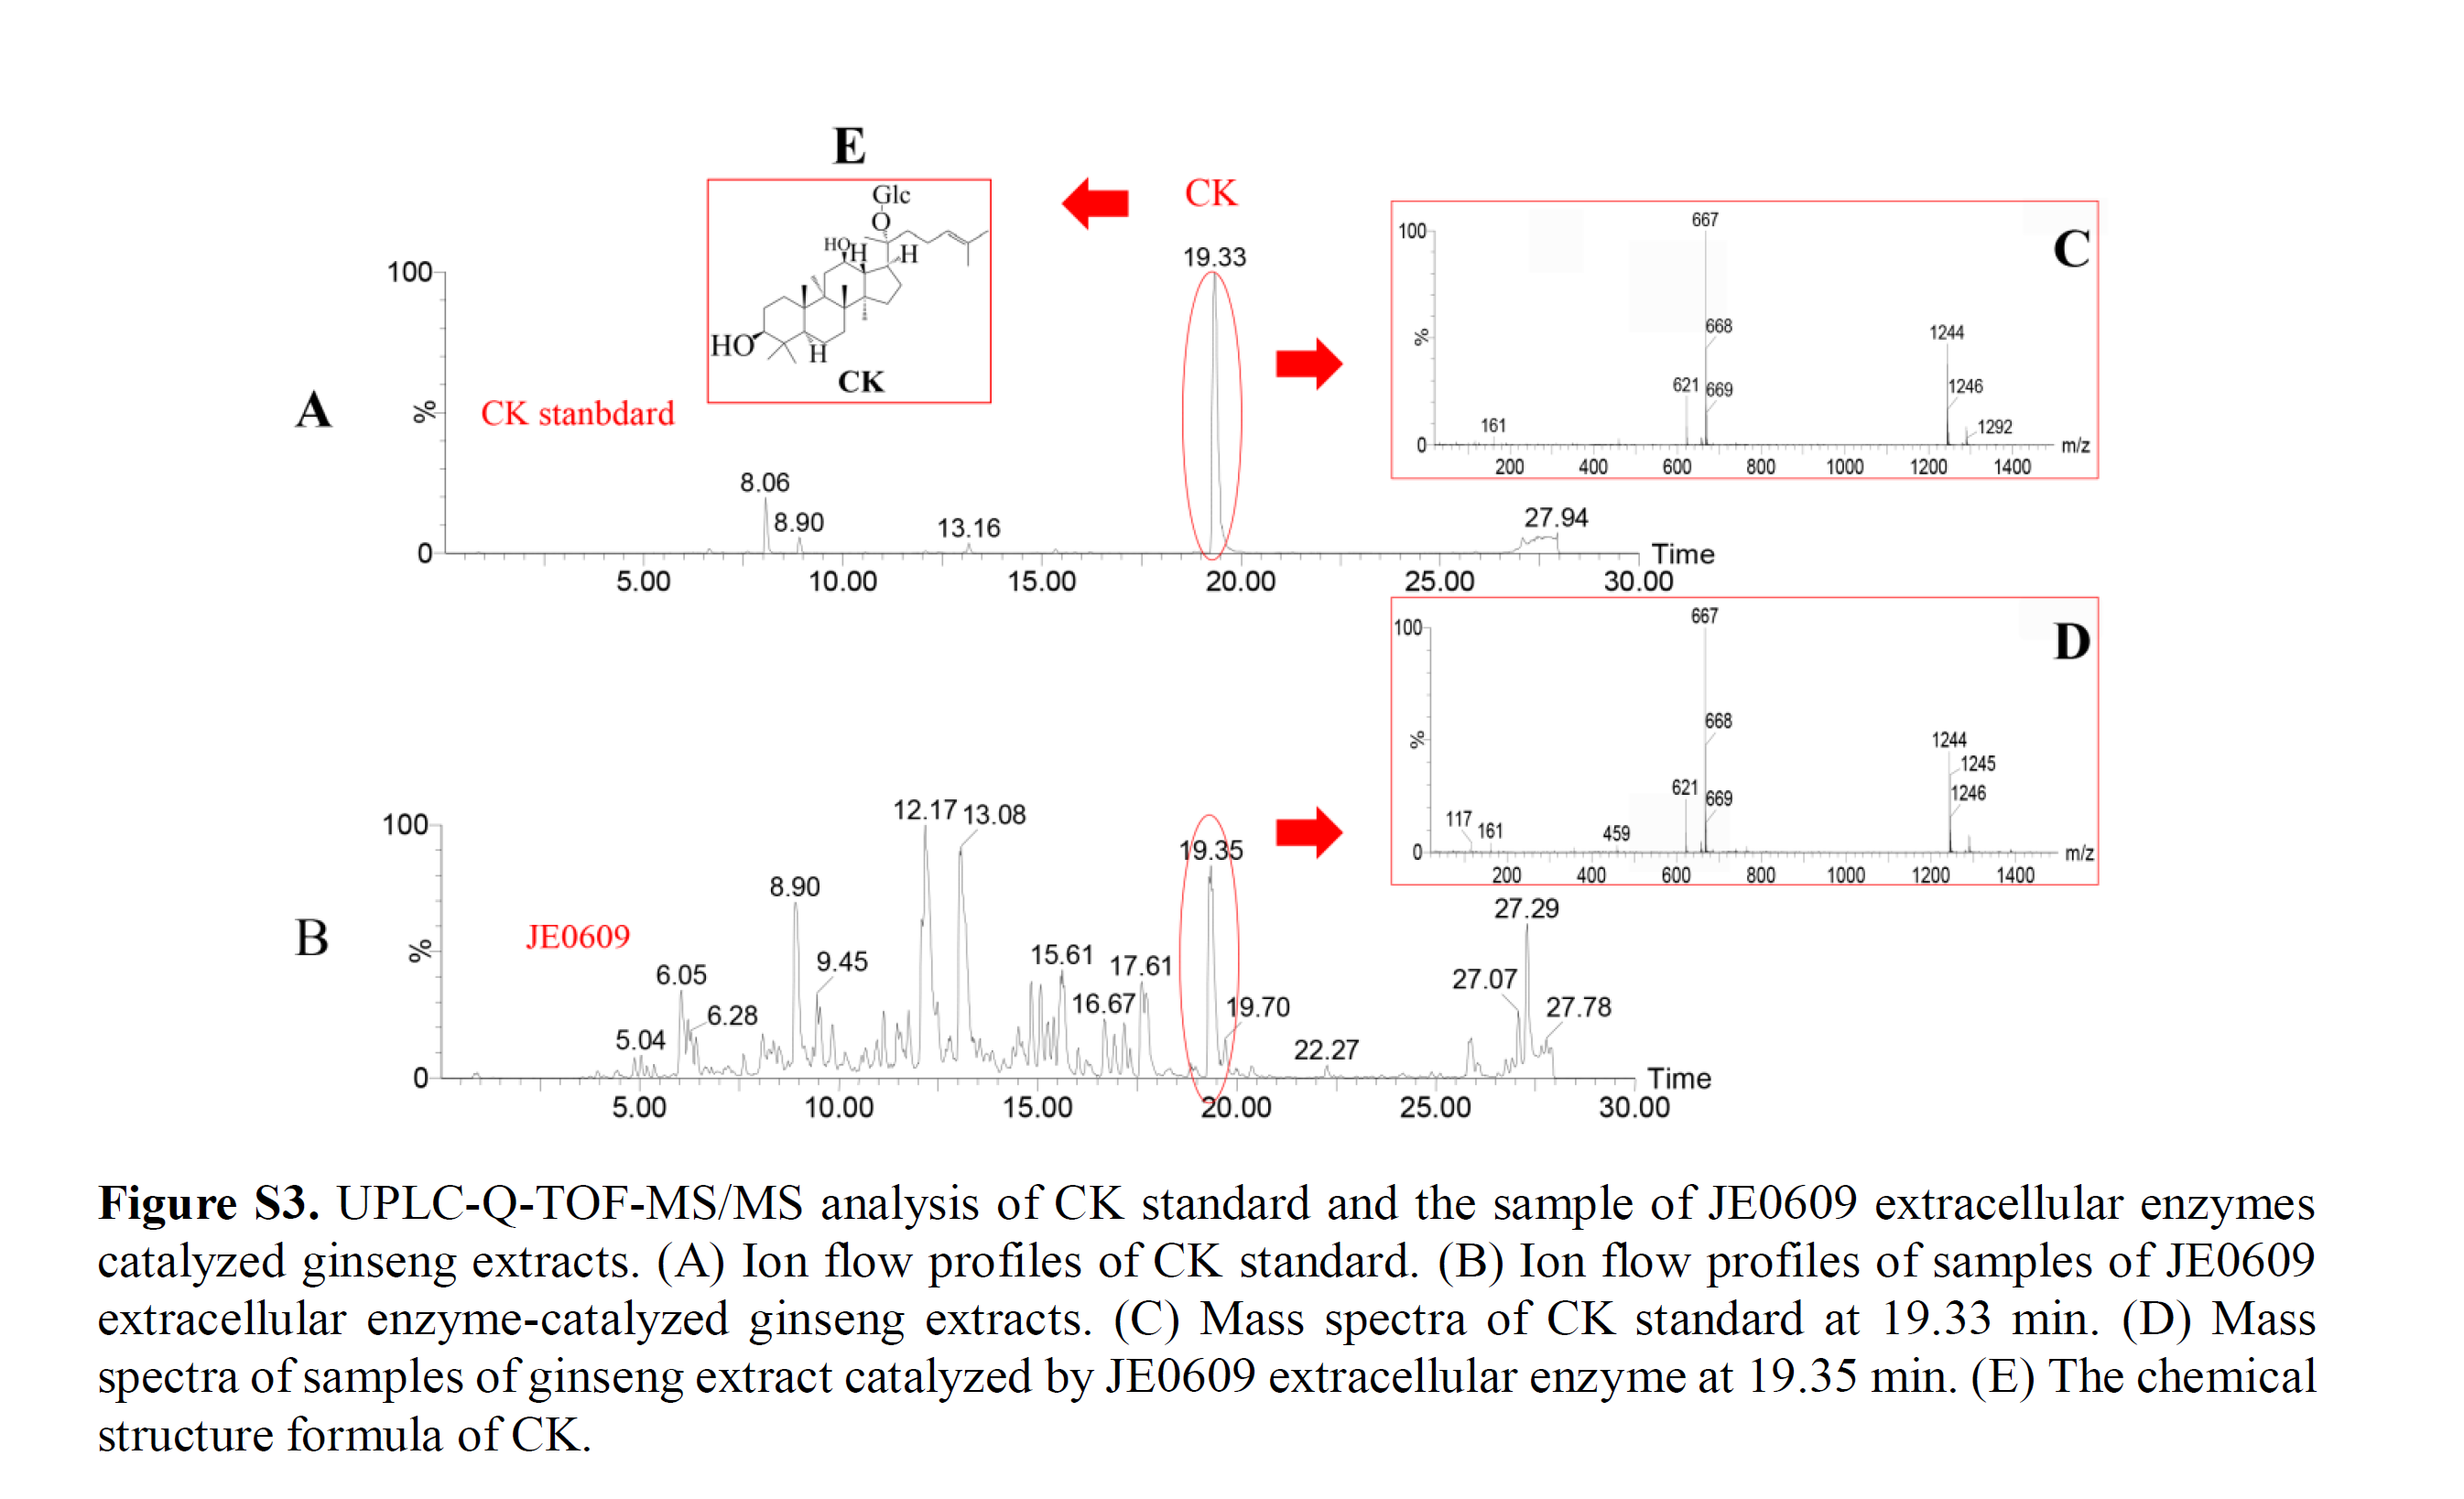 E
Glc
O
HO
H
H
HO
H
CK
CK
19.33
100
%
0
A
CK stanbdard
8.06
8.90
13.16
27.94
Time
5.00 10.00 15.00 20.00 25.00 30.00
C
667
100
668
%
621
669
161
1244
1246
1292
0
m/z
200 400 600 800 1000 1200 1400
D
667
100
668
%
621
669
117
161
459
1244
1245
1246
0
m/z
200 400 600 800 1000 1200 1400
B
JE0609
100
%
0
5.04
6.05
6.28
8.90
9.45
12.17
13.08
15.61
16.67
17.61
19.35
19.70
22.27
27.07
27.29
27.78
Time
5.00 10.00 15.00 20.00 25.00 30.00
Figure S3. UPLC-Q-TOF-MS/MS analysis of CK standard and the sample of JE0609 extracellular enzymes
catalyzed ginseng extracts. (A) Ion flow profiles of CK standard. (B) Ion flow profiles of samples of JE0609
extracellular enzyme-catalyzed ginseng extracts. (C) Mass spectra of CK standard at 19.33 min. (D) Mass
spectra of samples of ginseng extract catalyzed by JE0609 extracellular enzyme at 19.35 min. (E) The chemical
structure formula of CK.